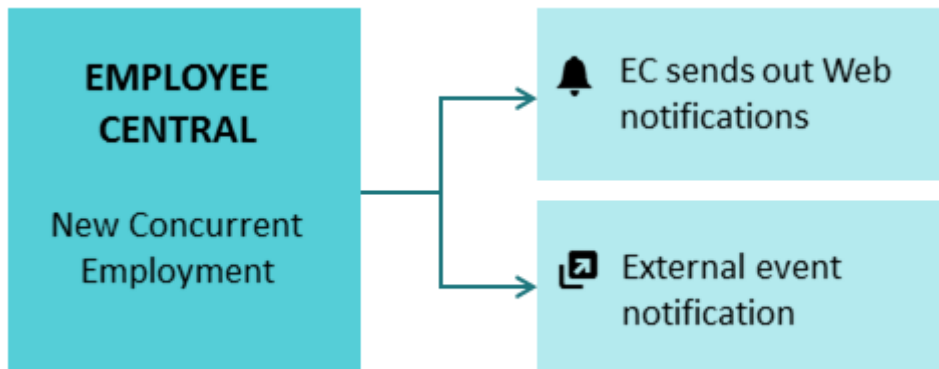 EMPLOYEE
CENTRAL
New Concurrent
Employment
EC sends out Web
notifications
External event
notification